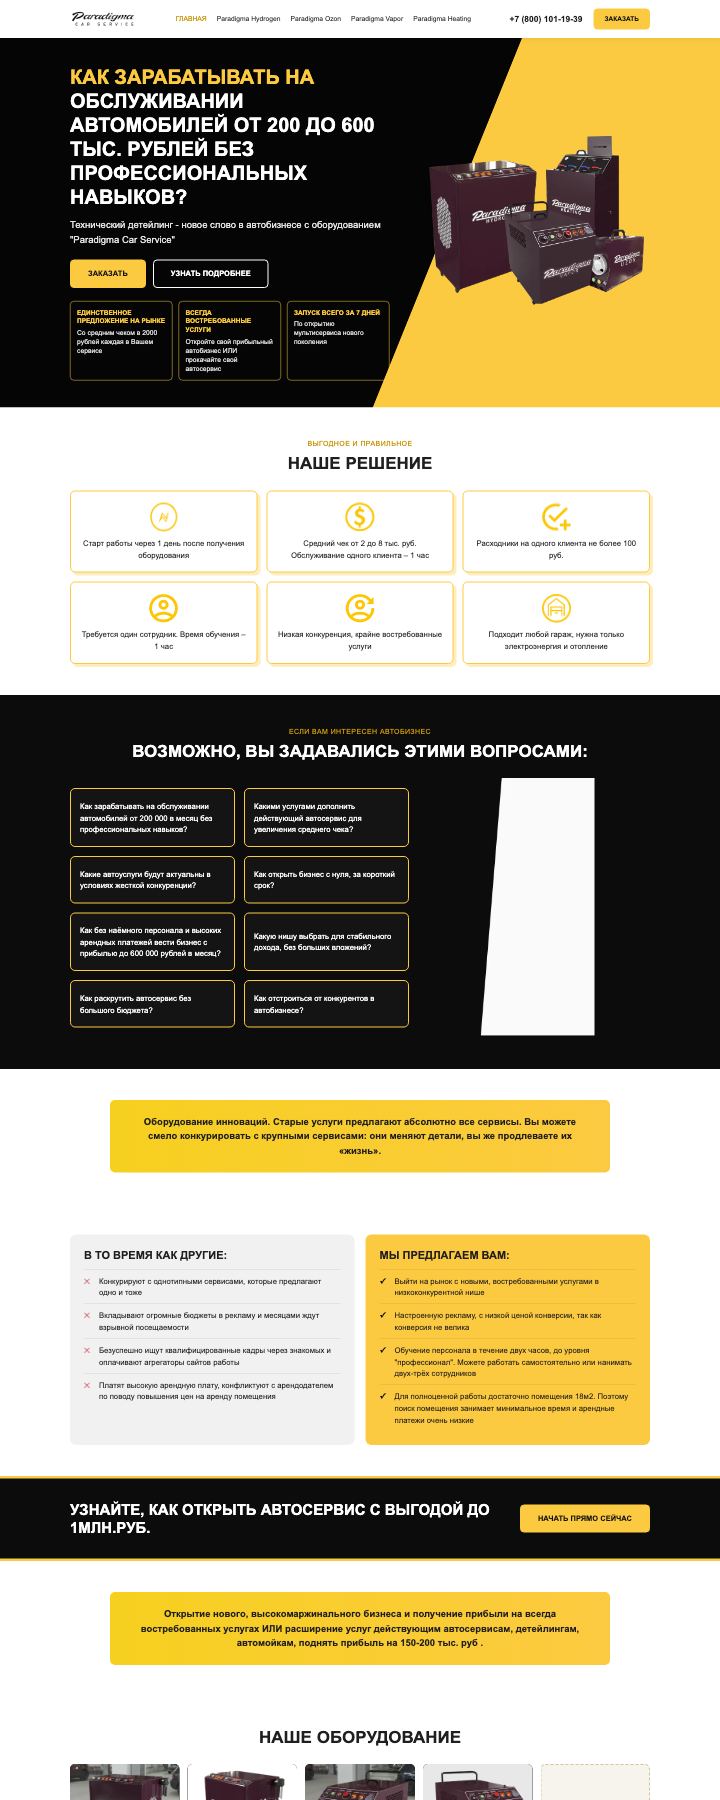 Paradigma
CAR SERVICE
ГЛАВНАЯ Paradigma Hydrogen Paradigma Ozon Paradigma Vapor Paradigma Heating
+7 (800) 101-19-39
ЗАКАЗАТЬ
КАК ЗАРАБАТЫВАТЬ НА
ОБСЛУЖИВАНИИ
АВТОМОБИЛЕЙ ОТ 200 ДО 600
ТЫС. РУБЛЕЙ БЕЗ
ПРОФЕССИОНАЛЬНЫХ
НАВЫКОВ?
Технический детейлинг - новое слово в автобизнесе с оборудованием
"Paradigma Car Service"
ЗАКАЗАТЬ
УЗНАТЬ ПОДРОБНЕЕ
ЕДИНСТВЕННОЕ
ПРЕДЛОЖЕНИЕ НА РЫНКЕ
Со средним чеком в 2000
рублей каждая в Вашем
сервисе
ВСЕГДА
ВОСТРЕБОВАННЫЕ
УСЛУГИ
Откройте свой прибыльный
автобизнес ИЛИ
прокачайте свой
автосервис
ЗАПУСК ВСЕГО ЗА 7 ДНЕЙ
По открытию
мультисервиса нового
поколения
Paradigma
Paradigma
HEATING
Paradigma
Paradigma
OZON
ВЫГОДНОЕ И ПРАВИЛЬНОЕ
НАШЕ РЕШЕНИЕ
Старт работы через 1 день после получения
оборудования
Средний чек от 2 до 8 тыс. руб.
Обслуживание одного клиента – 1 час
Расходники на одного клиента не более 100
руб.
Требуется один сотрудник. Время обучения –
1 час
Низкая конкуренция, крайне востребованные
услуги
Подходит любой гараж, нужна только
электроэнергия и отопление
ЕСЛИ ВАМ ИНТЕРЕСЕН АВТОБИЗНЕС
ВОЗМОЖНО, ВЫ ЗАДАВАЛИСЬ ЭТИМИ ВОПРОСАМИ:
Как зарабатывать на обслуживании
автомобилей от 200 000 в месяц без
профессиональных навыков?
Какими услугами дополнить
действующий автосервис для
увеличения среднего чека?
Какие автоуслуги будут актуальны в
условиях жесткой конкуренции?
Как открыть бизнес с нуля, за короткий
срок?
Как без наёмного персонала и высоких
арендных платежей вести бизнес с
прибылью до 600 000 рублей в месяц?
Какую нишу выбрать для стабильного
дохода, без больших вложений?
Как раскрутить автосервис без
большого бюджета?
Как отстроиться от конкурентов в
автобизнесе?
Оборудование инноваций. Старые услуги предлагают абсолютно все сервисы. Вы можете
смело конкурировать с крупными сервисами: они меняют детали, вы же продлеваете их
«жизнь».
В ТО ВРЕМЯ КАК ДРУГИЕ:
Конкурируют с однотипными сервисами, которые предлагают
одно и тоже
Вкладывают огромные бюджеты в рекламу и месяцами ждут
взрывной посещаемости
Безуспешно ищут квалифицированные кадры через знакомых и
оплачивают агрегаторы сайтов работы
Платят высокую арендную плату, конфликтуют с арендодателем
по поводу повышения цен на аренду помещения
МЫ ПРЕДЛАГАЕМ ВАМ:
Выйти на рынок с новыми, востребованными услугами в
низкоконкурентной нише
Настроенную рекламу, с низкой ценой конверсии, так как
конверсия не велика
Обучение персонала в течение двух часов, до уровня
"профессионал". Можете работать самостоятельно или нанимать
двух-трёх сотрудников
Для полноценной работы достаточно помещения 18м2. Поэтому
поиск помещения занимает минимальное время и арендные
платежи очень низкие
УЗНАЙТЕ, КАК ОТКРЫТЬ АВТОСЕРВИС С ВЫГОДОЙ ДО
1МЛН.РУБ.
НАЧАТЬ ПРЯМО СЕЙЧАС
Открытие нового, высокомаржинального бизнеса и получение прибыли на всегда
востребованных услугах ИЛИ расширение услуг действующим автосервисам, детейлингам,
автомойкам, поднять прибыль на 150-200 тыс. руб .
НАШЕ ОБОРУДОВАНИЕ